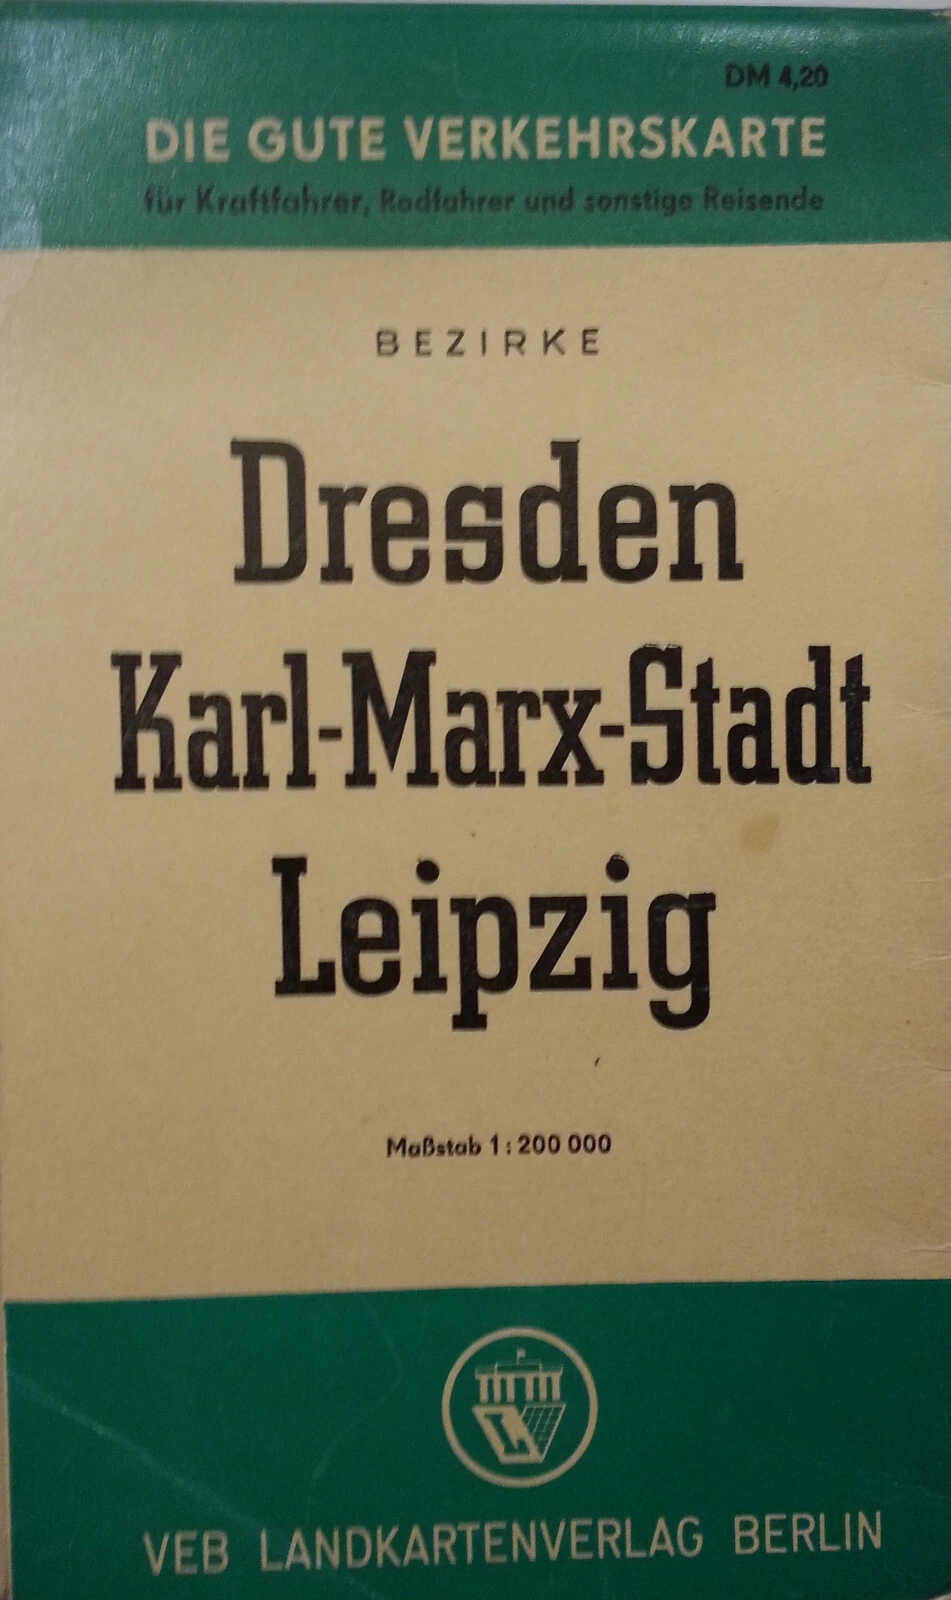 DM 4,20
DIE GUTE VERKEHRSKARTE
für Kraftfahrer, Radfahrer und sonstige Reisende
BEZIRKE
Dresden
Karl-Marx-Stadt
Leipzig
Maßstab 1:200 000
L
VEB LANDKARTENVERLAG BERLIN